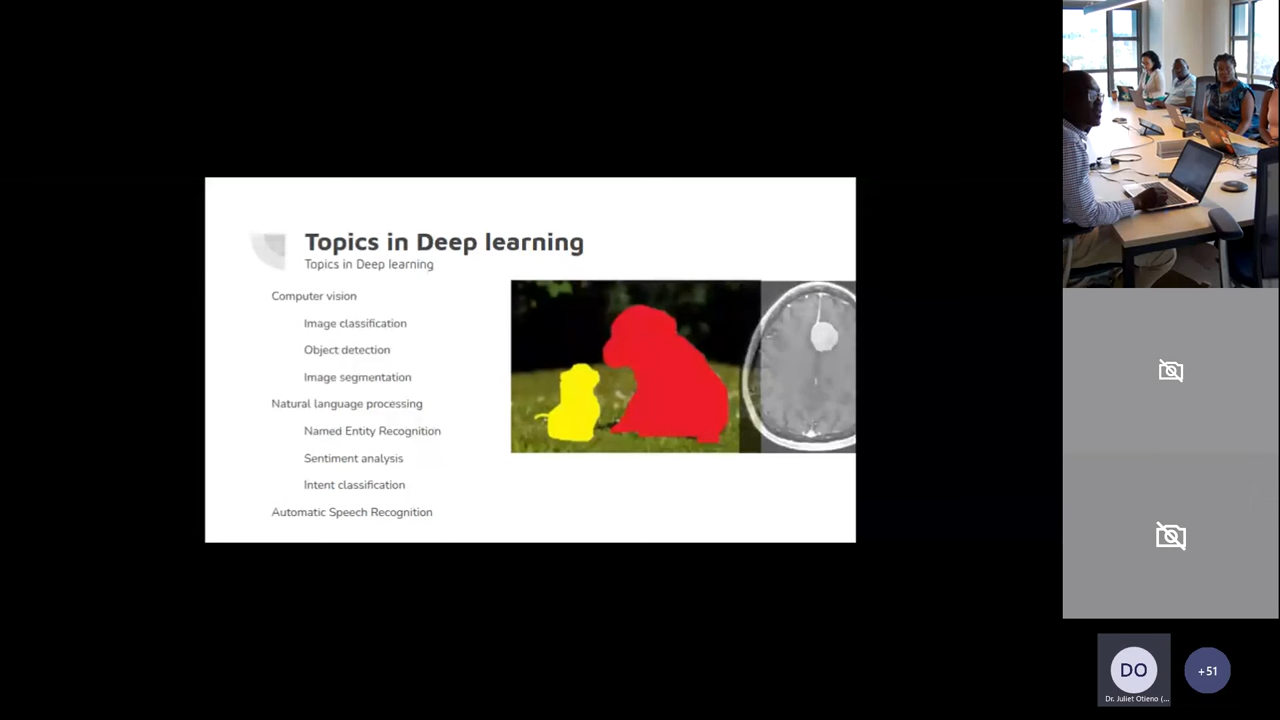 Topics in Deep learning
Topics in Deep learning
Computer vision
Image classification
Object detection
Image segmentation
Natural language processing
Named Entity Recognition
Sentiment analysis
Intent classification
Automatic Speech Recognition
DO
Dr. Juliet Otieno (...
+51